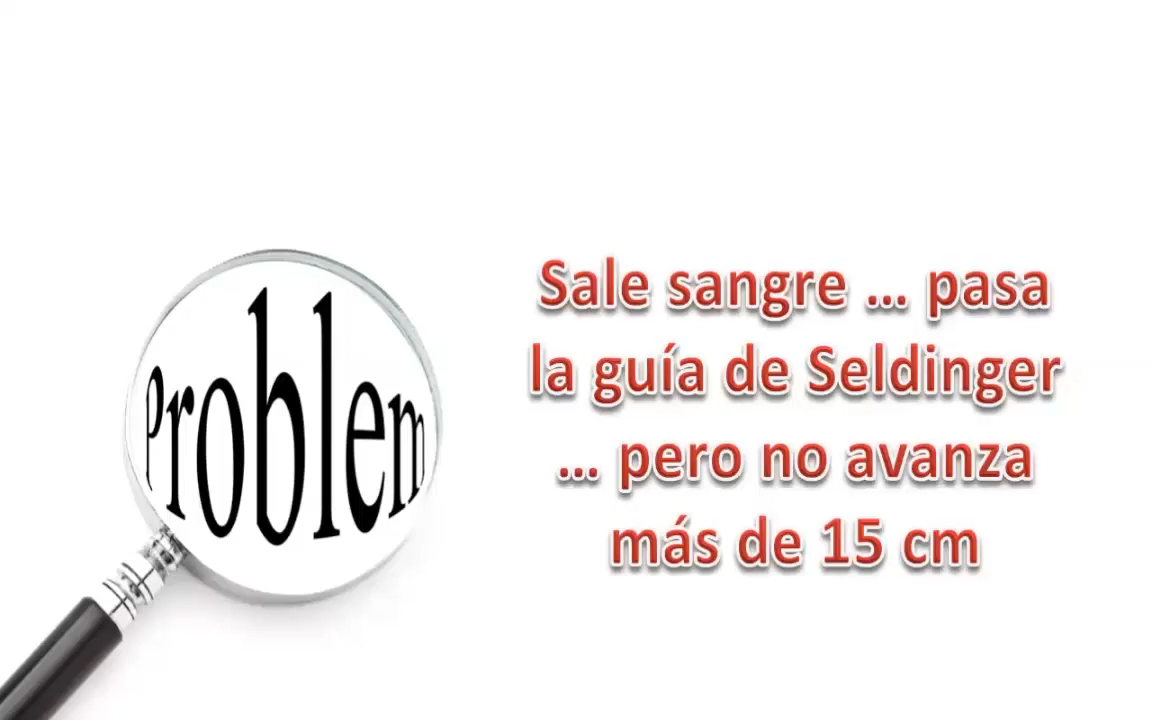 Problem
Sale sangre ... pasa
la guía de Seldinger
... pero no avanza
más de 15 cm